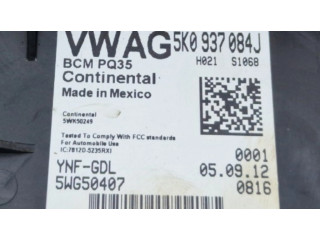 VWAG 5K0 937 084J
BCM PQ35 H021 S1068
Continental
Made in Mexico
Continental
5WK50249
Tested To Comply With FCC standards
For Automobile Use
IC:7812D-5235RX1
YNF-GDL 0001
5WG50407 05.09.12
0816